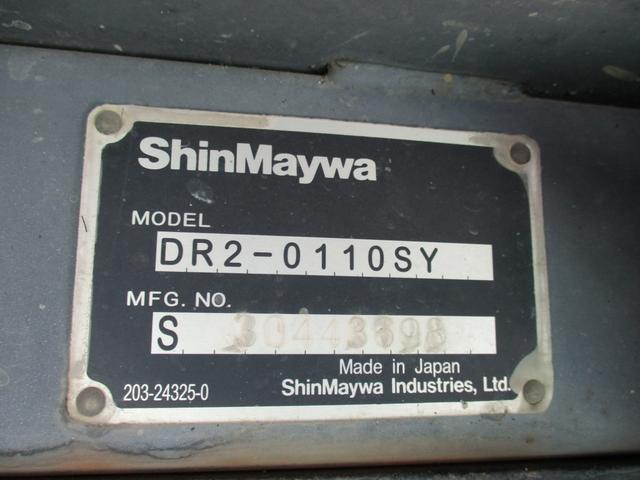 ShinMaywa
MODEL
DR2-0110SY
MFG. NO.
S
Made in Japan
203-24325-0
ShinMaywa Industries, Ltd.